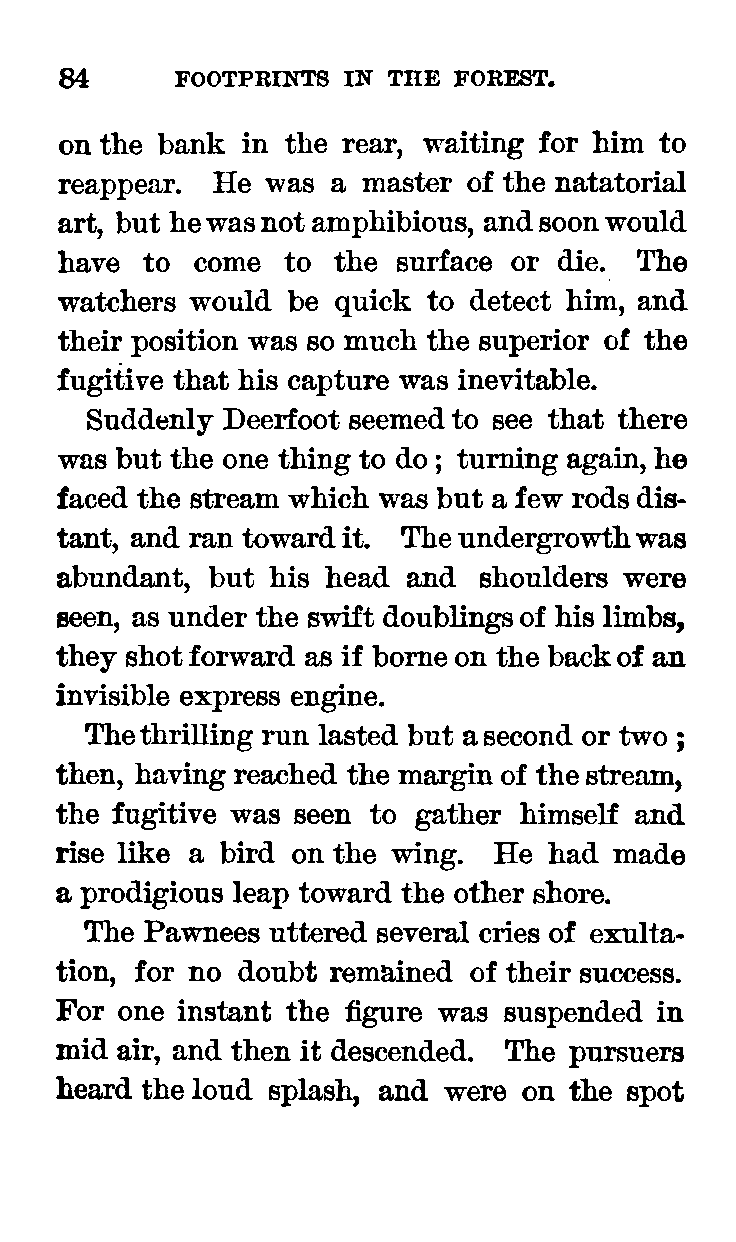 84 FOOTPRINTS IN THE FOREST.
on the bank in the rear, waiting for him to
reappear. He was a master of the natatorial
art, but he was not amphibious, and soon would
have to come to the surface or die. The
watchers would be quick to detect him, and
their position was so much the superior of the
fugitive that his capture was inevitable.
Suddenly Deerfoot seemed to see that there
was but the one thing to do; turning again, he
faced the stream which was but a few rods dis-
tant, and ran toward it. The undergrowth was
abundant, but his head and shoulders were
seen, as under the swift doublings of his limbs,
they shot forward as if borne on the back of an
invisible express engine.
The thrilling run lasted but a second or two;
then, having reached the margin of the stream,
the fugitive was seen to gather himself and
rise like a bird on the wing. He had made
a prodigious leap toward the other shore.
The Pawnees uttered several cries of exulta-
tion, for no doubt remained of their success.
For one instant the figure was suspended in
mid air, and then it descended. The pursuers
heard the loud splash, and were on the spot